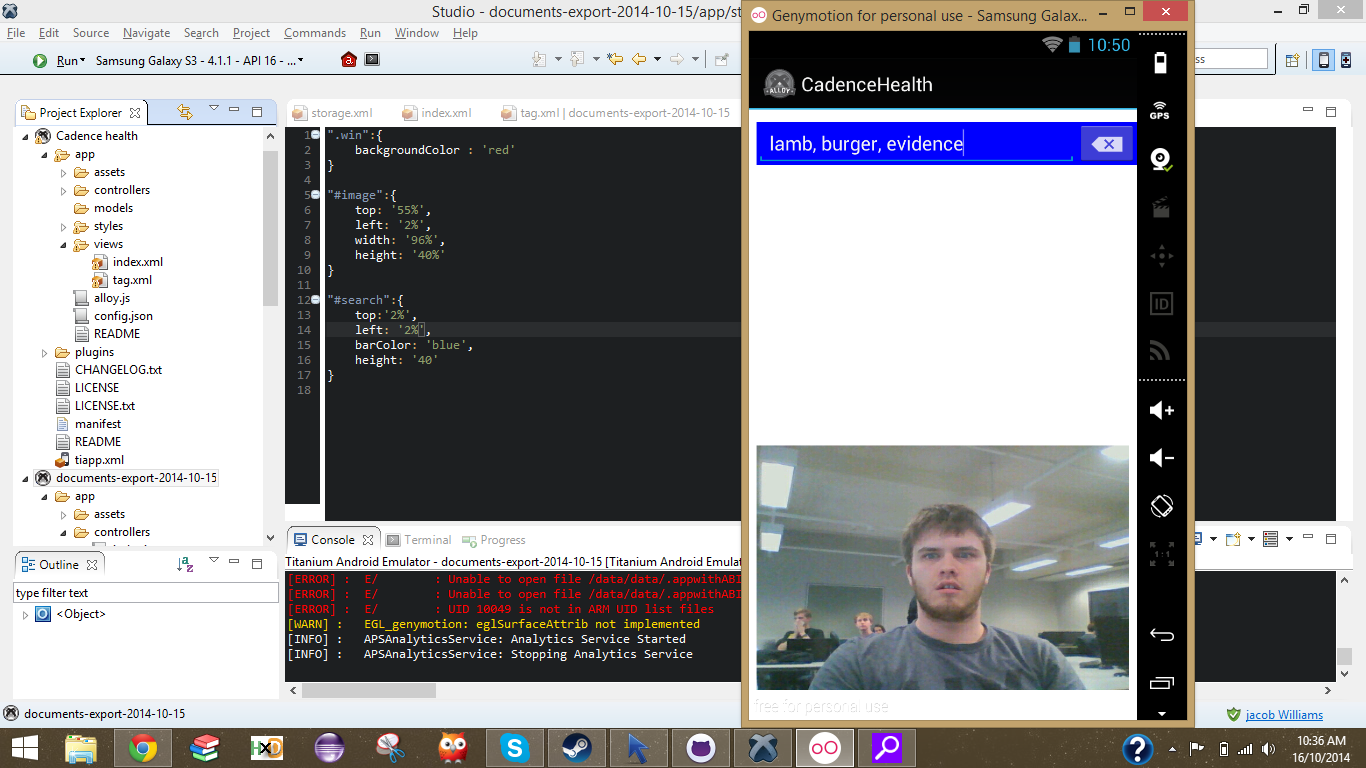 Studio - documents-export-2014-10-15/app/st
File Edit Source Navigate Search Project Commands Run Window Help
Run Samsung Galaxy S3 - 4.1.1 - API 16 - ...
Project Explorer
Cadence health
app
assets
controllers
models
styles
views
index.xml
tag.xml
alloy.js
config.json
README
plugins
CHANGELOG.txt
LICENSE
LICENSE.txt
manifest
README
tiapp.xml
documents-export-2014-10-15
app
assets
controllers
Outline
type filter text
<Object>
documents-export-2014-10-15
storage.xml index.xml tag.xml | documents-export-2014-10-15
1 ".win":{
2 backgroundColor : 'red'
3 }
4
5 "#image":{
6 top: '55%',
7 left: '2%',
8 width: '96%',
9 height: '40%'
10 }
11
12 "#search":{
13 top:'2%',
14 left: '2%',
15 barColor: 'blue',
16 height: '40'
17 }
18
Console Terminal Progress
Titanium Android Emulator - documents-export-2014-10-15 [Titanium Android Emulat
[ERROR] : E/ : Unable to open file /data/data/.appwithABI
[ERROR] : E/ : Unable to open file /data/data/.appwithABI
[ERROR] : E/ : UID 10049 is not in ARM UID list files
[WARN] : EGL_genymotion: eglSurfaceAttrib not implemented
[INFO] : APSAnalyticsService: Analytics Service Started
[INFO] : APSAnalyticsService: Stopping Analytics Service
Genymotion for personal use - Samsung Galax...
10:50
ALLOY CadenceHealth
lamb, burger, evidence
free for personal use
GPS
ID
1:1
ss
jacob Williams
HxD
10:36 AM
16/10/2014